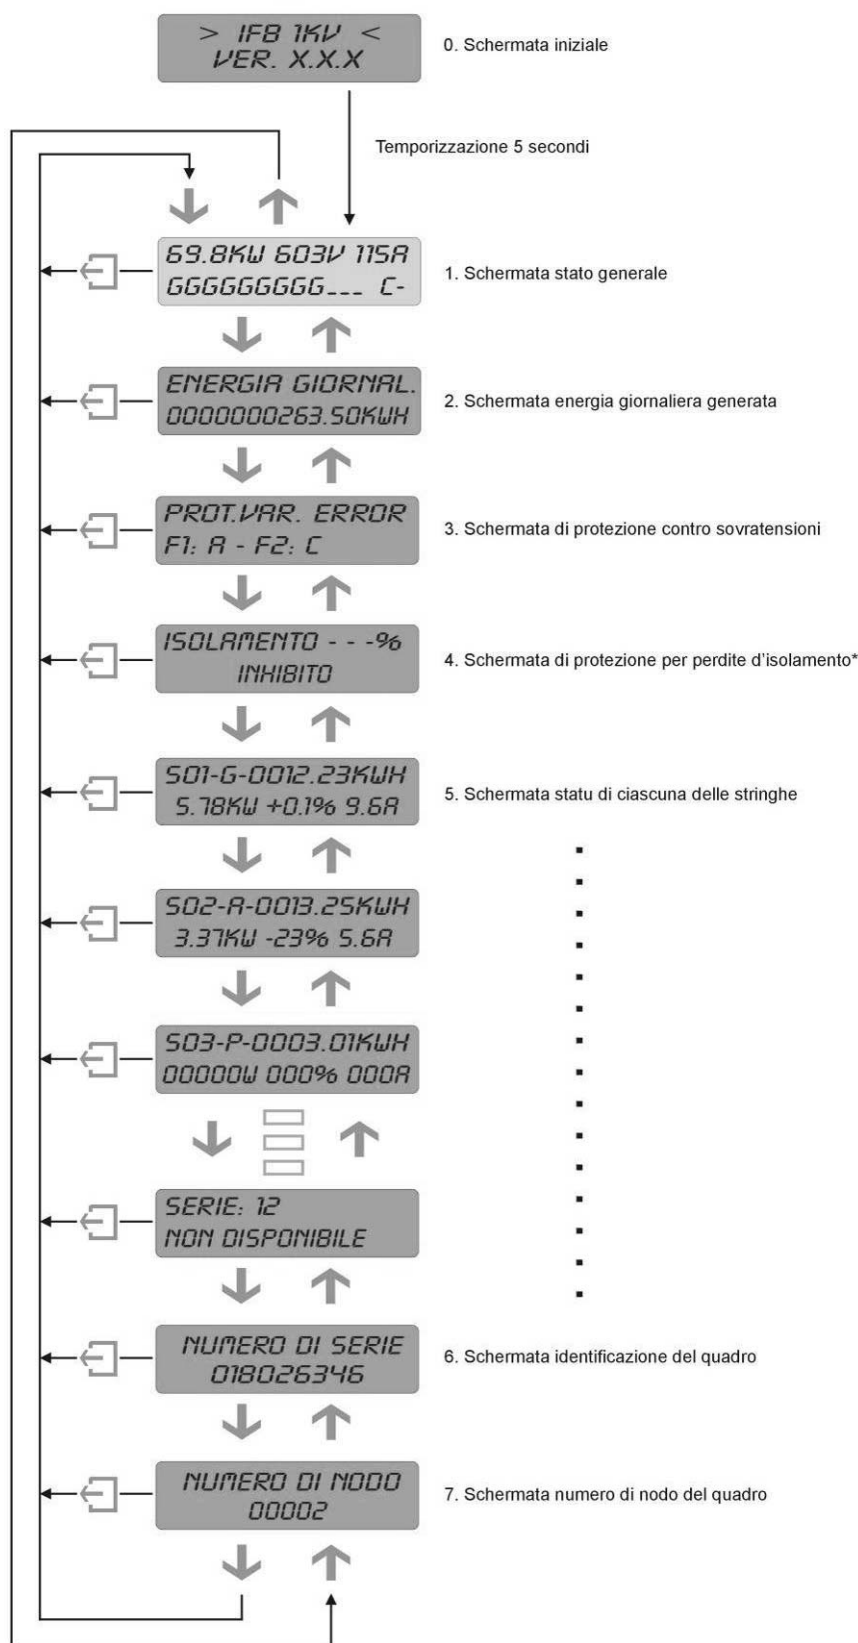 > IFB 1KV <
VER. X.X.X
0. Schermata iniziale
Temporizzazione 5 secondi
69.8KW 603V 115A
GGGGGGGGG___ C-
1. Schermata stato generale
ENERGIA GIORNAL.
0000000263.50KWH
2. Schermata energia giornaliera generata
PROT.VAR. ERROR
F1: A - F2: C
3. Schermata di protezione contro sovratensioni
ISOLAMENTO - - -%
INHIBITO
4. Schermata di protezione per perdite d'isolamento*
S01-G-0012.23KWH
5.78KW +0.1% 9.6A
5. Schermata statu di ciascuna delle stringhe
S02-A-0013.25KWH
3.37KW -23% 5.6A
S03-P-0003.01KWH
00000W 000% 000A
SERIE: 12
NON DISPONIBILE
NUMERO DI SERIE
018026346
6. Schermata identificazione del quadro
NUMERO DI NODO
00002
7. Schermata numero di nodo del quadro